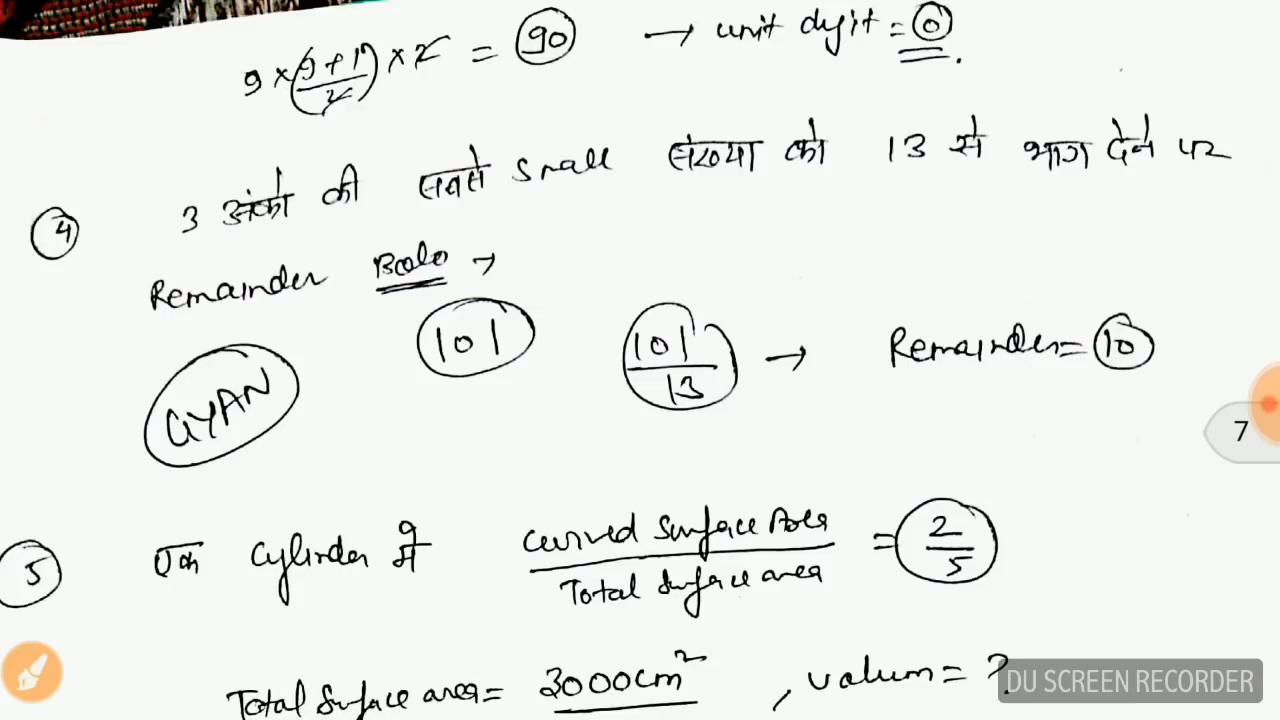 9 × (9+1)/2 × 2 = 90 → unit digit = 0.
4 3 अंको की सबसे small संख्या को 13 से भाग देने पर
Remainder Bolo →
101 101/13 → Remainder = 10
GYAN
7
5 एक cylinder में curved surface Area / Total surface area = 2/5
Total surface area = 3000cm², volum = ?
DU SCREEN RECORDER